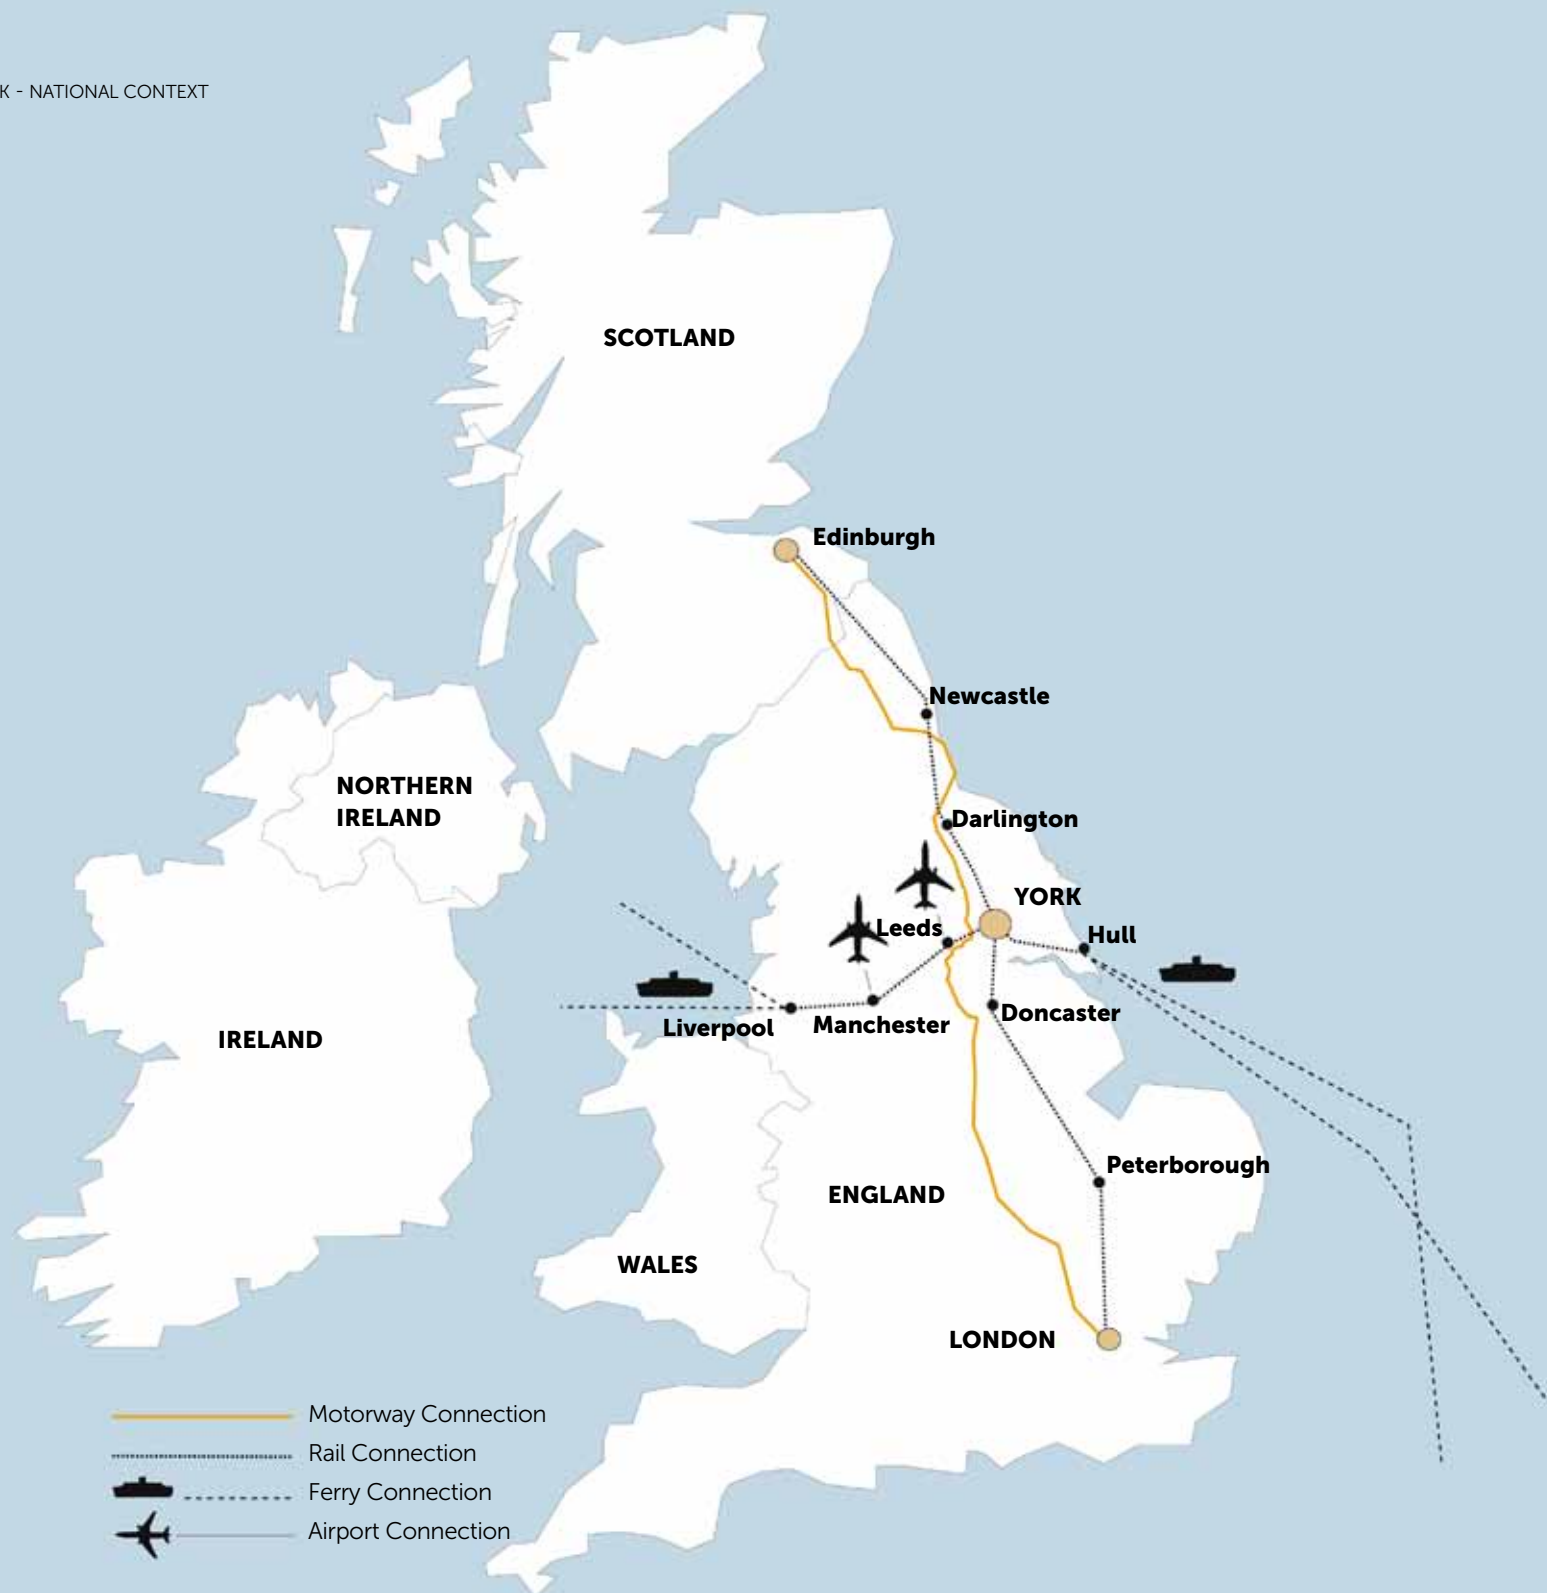 K - NATIONAL CONTEXT
SCOTLAND
Edinburgh
Newcastle
NORTHERN
IRELAND
Darlington
YORK
Leeds
Hull
IRELAND
Liverpool
Manchester
Doncaster
Peterborough
ENGLAND
WALES
LONDON
Motorway Connection
Rail Connection
Ferry Connection
Airport Connection